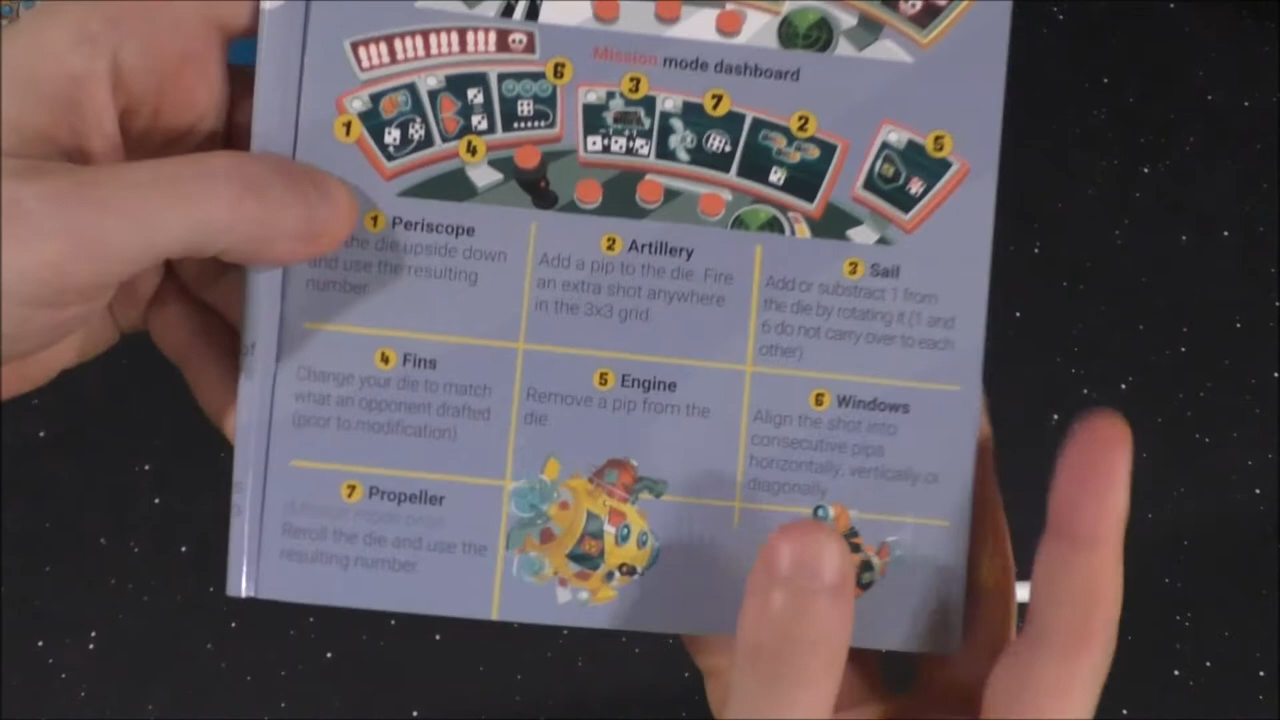 Mission mode dashboard
6
3
7
2
5
1
4
1 Periscope
the die upside down
and use the resulting
number
2 Artillery
Add a pip to the die. Fire
an extra shot anywhere
in the 3x3 grid
3 Sail
Add or substract 1 from
the die by rotating it (1 and
6 do not carry over to each
other)
4 Fins
Change your die to match
what an opponent drafted
(prior to modification)
5 Engine
Remove a pip from the
die.
6 Windows
Align the shot into
consecutive pips
horizontally, vertically or
diagonally
7 Propeller
Reroll the die and use the
resulting number